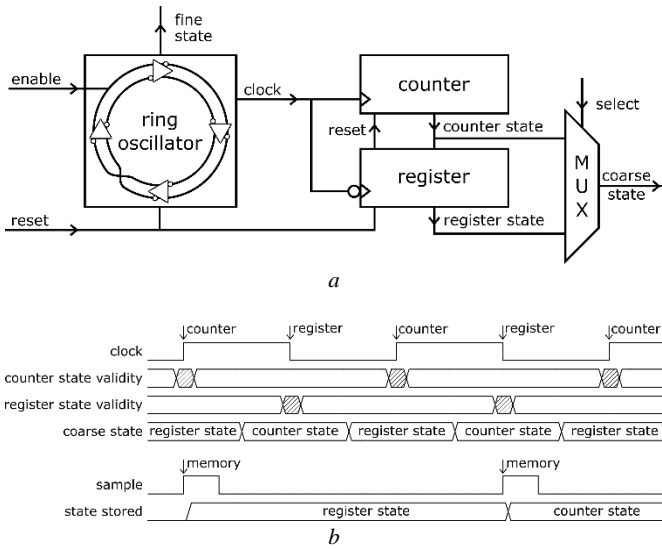 fine
state
enable
ring
oscillator
clock
counter
reset
counter state
select
register
MUX
coarse
state
reset
register state
a
counter
register
counter
register
counter
clock
counter state validity
register state validity
coarse state
register state
counter state
register state
counter state
register state
memory
memory
sample
state stored
register state
counter state
b